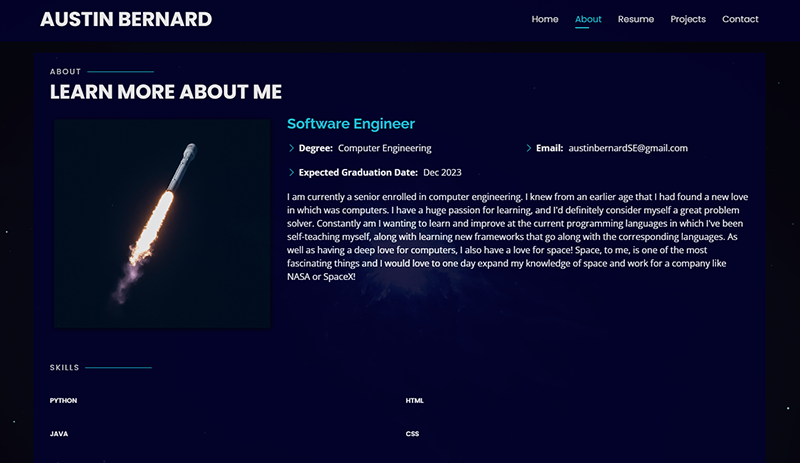 AUSTIN BERNARD
Home About Resume Projects Contact
ABOUT
LEARN MORE ABOUT ME
Software Engineer
Degree: Computer Engineering
Email: austinbernardSE@gmail.com
Expected Graduation Date: Dec 2023
I am currently a senior enrolled in computer engineering. I knew from an earlier age that I had found a new love
in which was computers. I have a huge passion for learning, and I'd definitely consider myself a great problem
solver. Constantly am I wanting to learn and improve at the current programming languages in which I've been
self-teaching myself, along with learning new frameworks that go along with the corresponding languages. As
well as having a deep love for computers, I also have a love for space! Space, to me, is one of the most
fascinating things and I would love to one day expand my knowledge of space and work for a company like
NASA or SpaceX!
SKILLS
PYTHON
HTML
JAVA
CSS